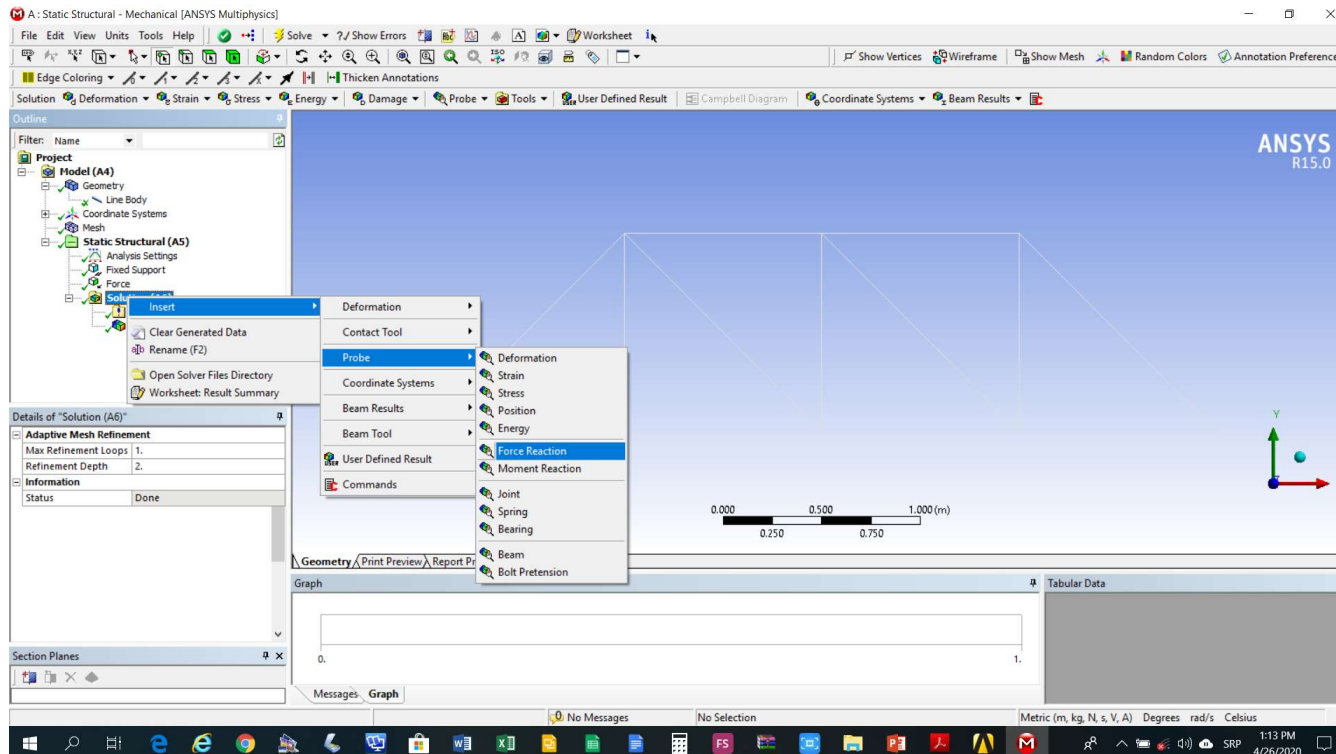 A : Static Structural - Mechanical [ANSYS Multiphysics]
File Edit View Units Tools Help Solve ?/ Show Errors Worksheet
Show Vertices Wireframe Show Mesh Random Colors Annotation Preference
Edge Coloring Thicken Annotations
Solution Deformation Strain Stress Energy Damage Probe Tools User Defined Result Campbell Diagram Coordinate Systems Beam Results
Outline
Filter: Name
Project
Model (A4)
Geometry
Line Body
Coordinate Systems
Mesh
Static Structural (A5)
Analysis Settings
Fixed Support
Force
Insert
Clear Generated Data
Rename (F2)
Open Solver Files Directory
Worksheet: Result Summary
Deformation
Contact Tool
Probe
Coordinate Systems
Beam Results
Beam Tool
User Defined Result
Commands
Deformation
Strain
Stress
Position
Energy
Force Reaction
Moment Reaction
Joint
Spring
Bearing
Beam
Bolt Pretension
ANSYS
R15.0
Y
0.000 0.500 1.000 (m)
0.250 0.750
Details of "Solution (A6)"
Adaptive Mesh Refinement
Max Refinement Loops 1.
Refinement Depth 2.
Information
Status Done
Geometry Print Preview Report Pr
Graph
Tabular Data
0. 1.
Section Planes
Messages Graph
No Messages No Selection Metric (m, kg, N, s, V, A) Degrees rad/s Celsius
SRP 1:13 PM
4/26/2020